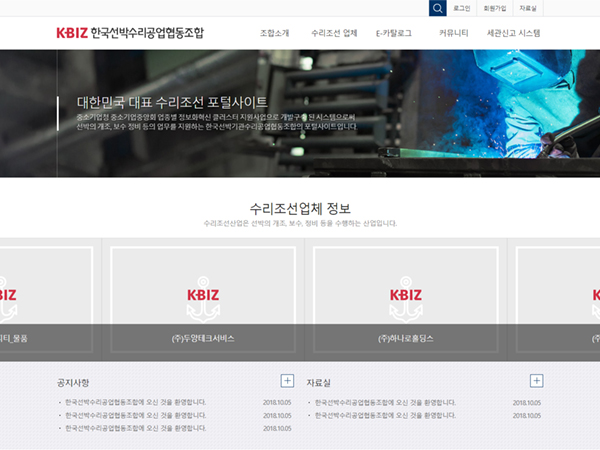 로그인 회원가입 자료실
K-BIZ 한국선박수리공업협동조합 조합소개 수리조선 업체 E-카탈로그 커뮤니티 세관신고 시스템
대한민국 대표 수리조선 포털사이트
중소기업청 중소기업중앙회 업종별 정보화혁신 클러스터 지원사업으로 개발구축 된 시스템으로써
선박의 개조, 보수 정비 등의 업무를 지원하는 한국선박기관수리공업협동조합의 포털사이트입니다.
수리조선업체 정보
수리조선산업은 선박의 개조, 보수, 정비 등을 수행하는 산업입니다.
BIZ K-BIZ K-BIZ K-B
티_물품 (주)두망테크서비스 (주)하나로홀딩스
공지사항 + 자료실 +
• 한국선박수리공업협동조합에 오신 것을 환영합니다. 2018.10.05 • 한국선박수리공업협동조합에 오신 것을 환영합니다. 2018.10.05
• 한국선박수리공업협동조합에 오신 것을 환영합니다. 2018.10.05 • 한국선박수리공업협동조합에 오신 것을 환영합니다. 2018.10.05
• 한국선박수리공업협동조합에 오신 것을 환영합니다. 2018.10.05